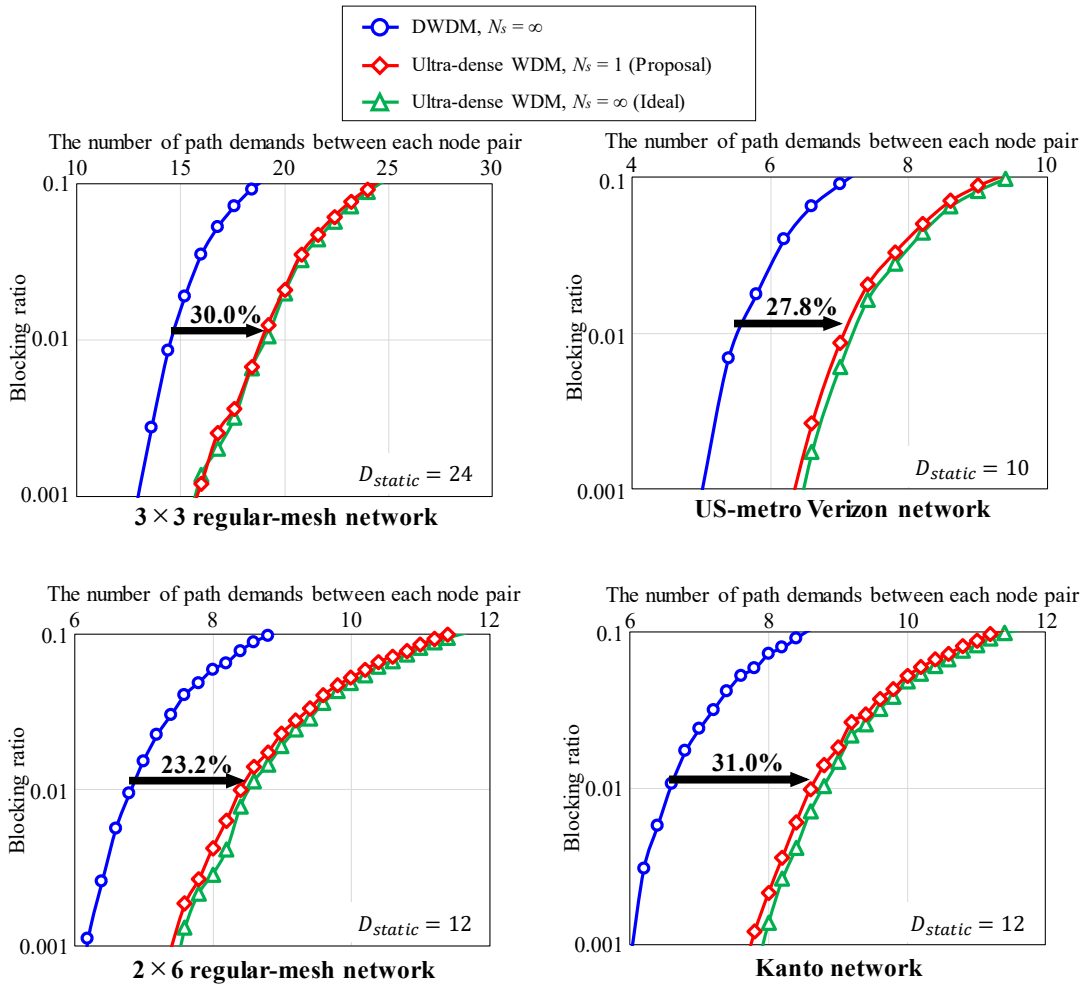 DWDM, Nₛ = ∞
Ultra-dense WDM, Nₛ = 1 (Proposal)
Ultra-dense WDM, Nₛ = ∞ (Ideal)
The number of path demands between each node pair
10 15 20 25 30
0.1
0.01
0.001
Blocking ratio
30.0%
D_static = 24
3×3 regular-mesh network
The number of path demands between each node pair
4 6 8 10
0.1
0.01
0.001
Blocking ratio
27.8%
D_static = 10
US-metro Verizon network
The number of path demands between each node pair
6 8 10 12
0.1
0.01
0.001
Blocking ratio
23.2%
D_static = 12
2×6 regular-mesh network
The number of path demands between each node pair
6 8 10 12
0.1
0.01
0.001
Blocking ratio
31.0%
D_static = 12
Kanto network